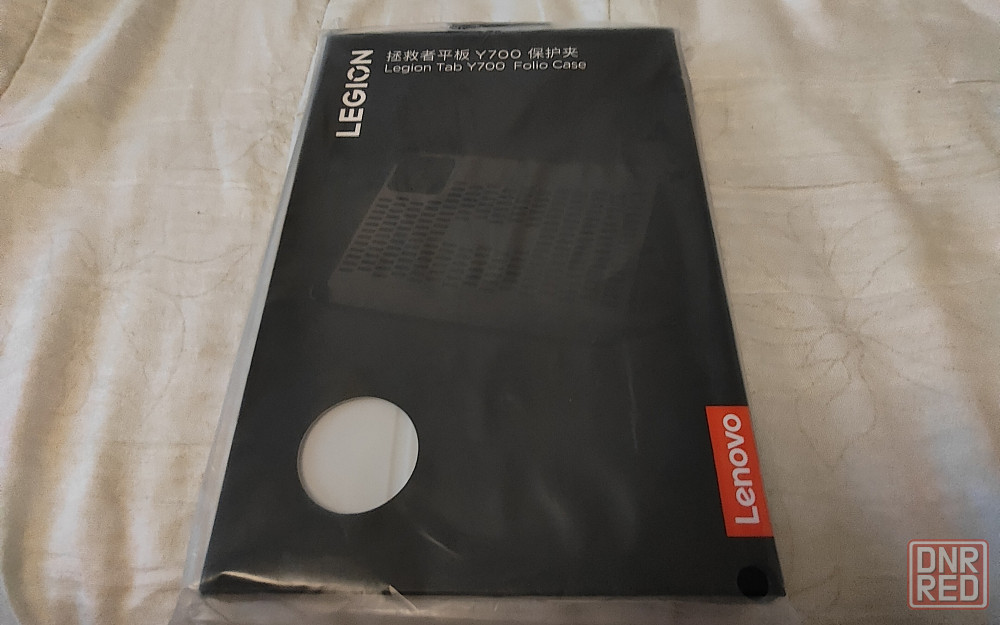 LEGION
拯救者平板 Y700 保护夹
Legion Tab Y700 Folio Case
Lenovo
DNR
RED